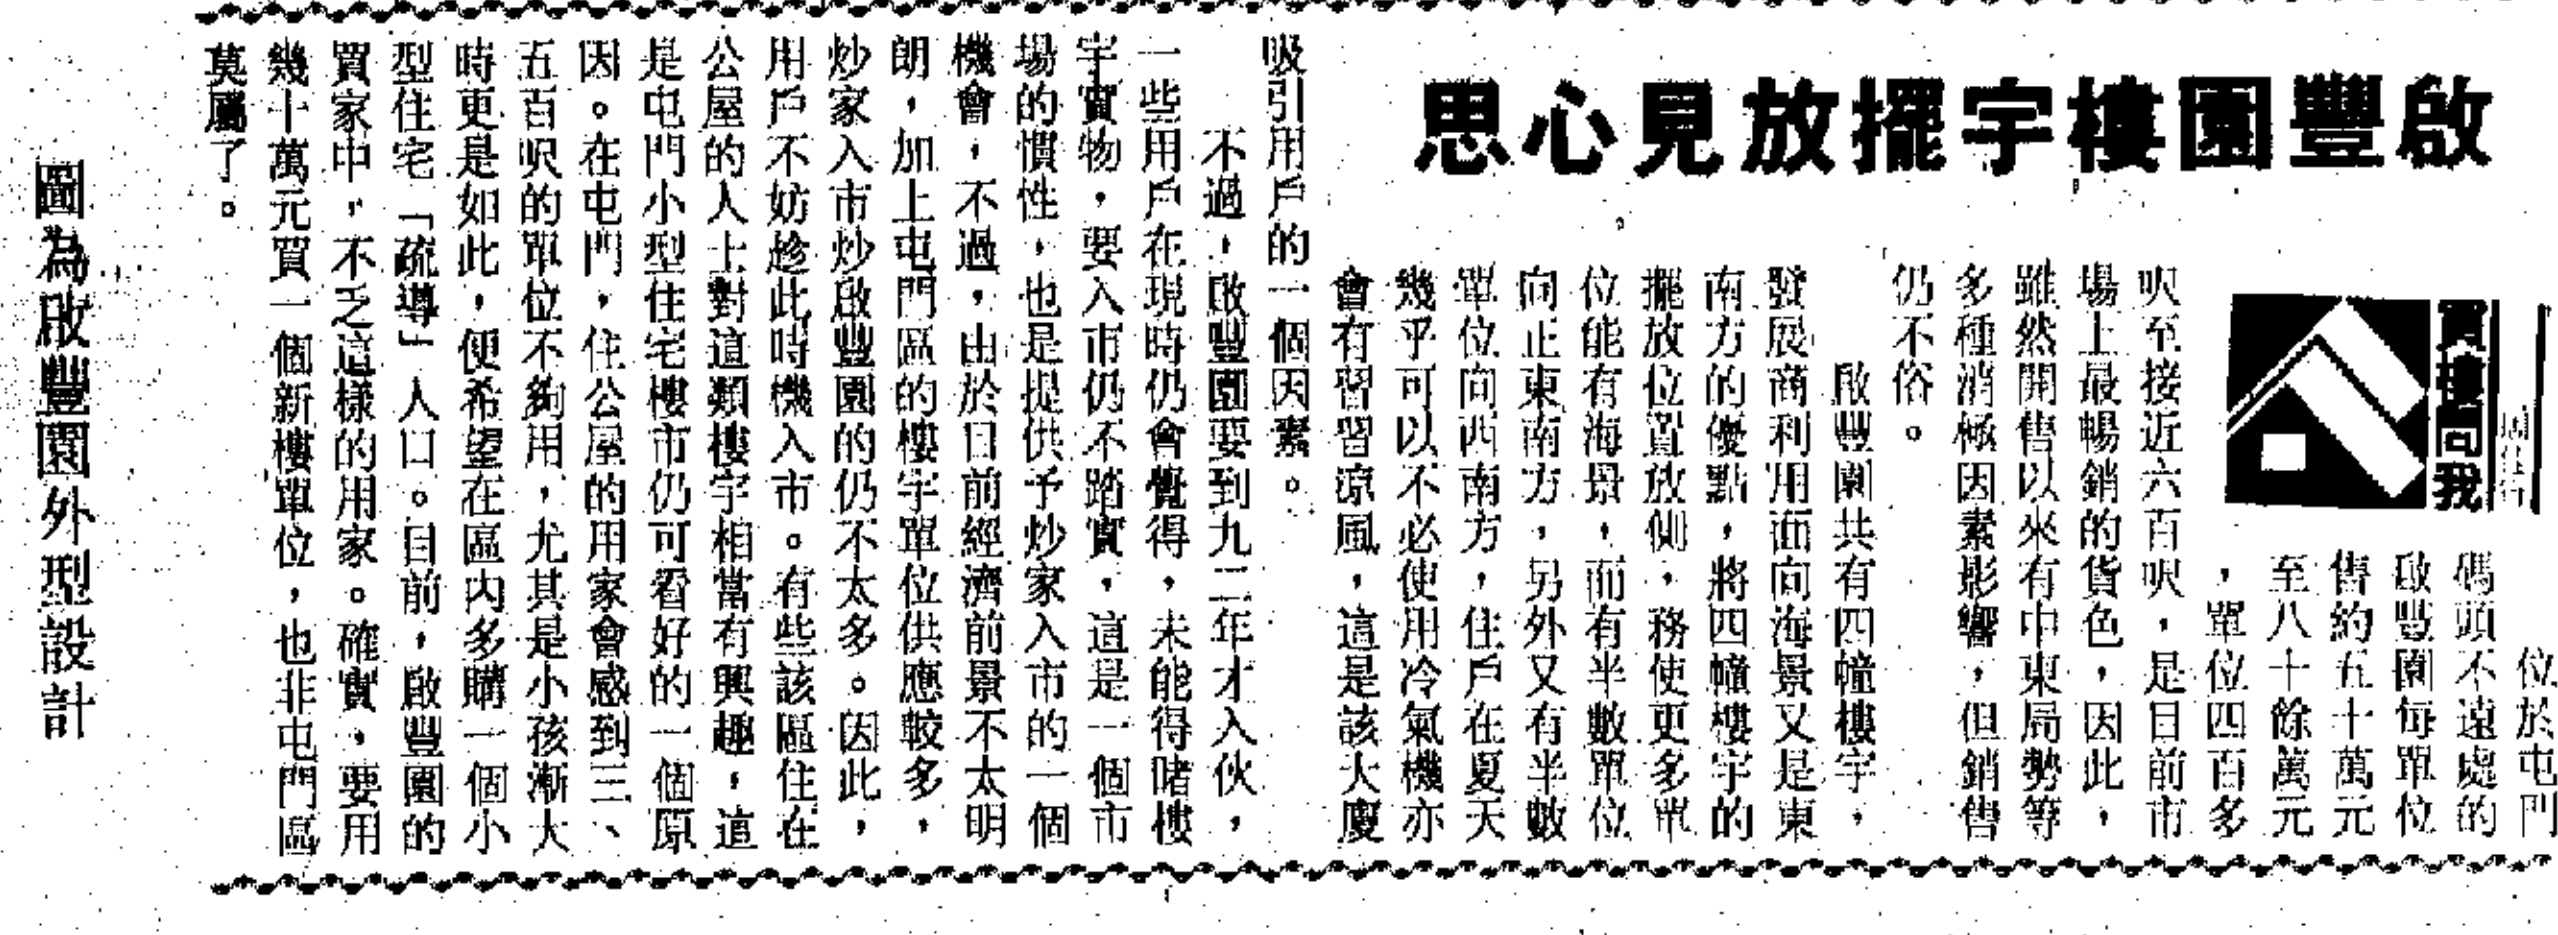 啟豐園樓宇擺放見心思
買樓問我
位於屯門
碼頭不遠處的
啟豐園每單位
售約五十萬元
至八十餘萬元
，單位四百多
呎至接近六百呎，是目前市
場上最暢銷的貨色，因此，
雖然開售以來有中東局勢等
多種消極因素影響，但銷售
仍不俗。
啟豐園共有四幢樓宇，
發展商利用面向海景又是東
南方的優點，將四幢樓宇的
擺放位置放側，務使更多單
位能有海景，而有半數單位
向正東南方，另外又有半數
單位向西南方，住戶在夏天
幾乎可以不必使用冷氣機亦
會有習習涼風，這是該大廈
吸引用戶的一個因素。
不過，啟豐園要到九二年才入伙，
一些用戶在現時仍會覺得，未能得睹樓
宇實物，要入市仍不踏實，這是一個市
場的慣性，也是提供予炒家入市的一個
機會，不過，由於目前經濟前景不太明
朗，加上屯門區的樓宇單位供應較多，
炒家入市炒啟豐園的仍不太多。因此，
用戶不妨趁此時機入市。有些該區住在
公屋的人士對這類樓宇相當有興趣，這
是屯門小型住宅樓市仍可看好的一個原
因。在屯門，住公屋的用家會感到三、
五百呎的單位不夠用，尤其是小孩漸大
時更是如此，便希望在區內多購一個小
型住宅「疏導」人口。目前，啟豐園的
買家中，不乏這樣的用家。確實，要用
幾十萬元買一個新樓單位，也非屯門區
莫屬了。
圖為啟豐園外型設計